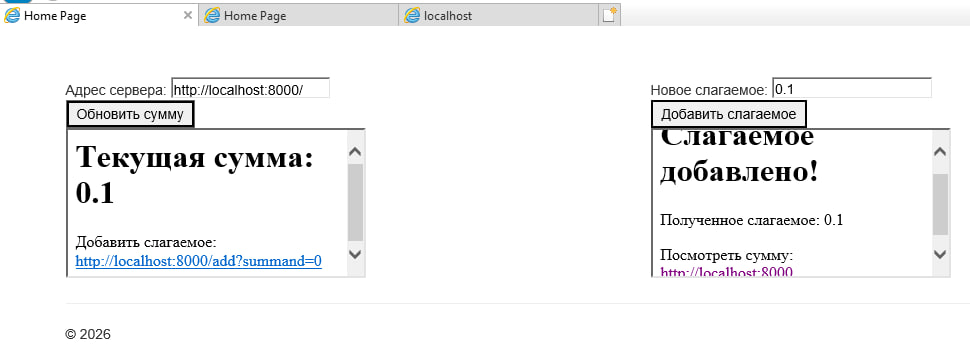 Home Page
Home Page
localhost
Адрес сервера: http://localhost:8000/
Обновить сумму
Текущая сумма:
0.1
Добавить слагаемое:
http://localhost:8000/add?summand=0
Новое слагаемое: 0.1
Добавить слагаемое
Слагаемое
добавлено!
Полученное слагаемое: 0.1
Посмотреть сумму:
http://localhost:8000
© 2026